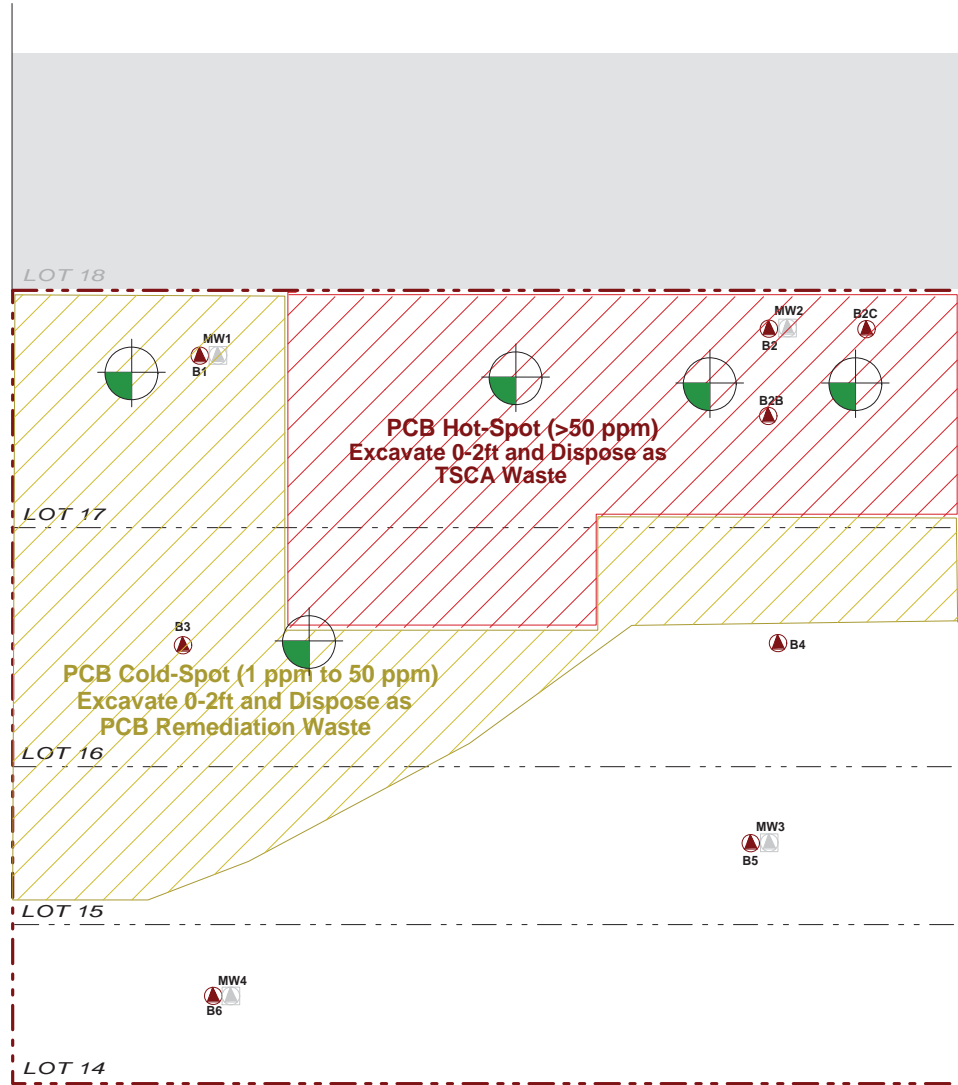 LOT 18
MW2
B2C
B2
MW1
B1
B2B
PCB Hot-Spot (>50 ppm)
Excavate 0-2ft and Dispose as
TSCA Waste
LOT 17
B3
B4
PCB Cold-Spot (1 ppm to 50 ppm)
Excavate 0-2ft and Dispose as
PCB Remediation Waste
LOT 16
MW3
B5
LOT 15
MW4
B6
LOT 14